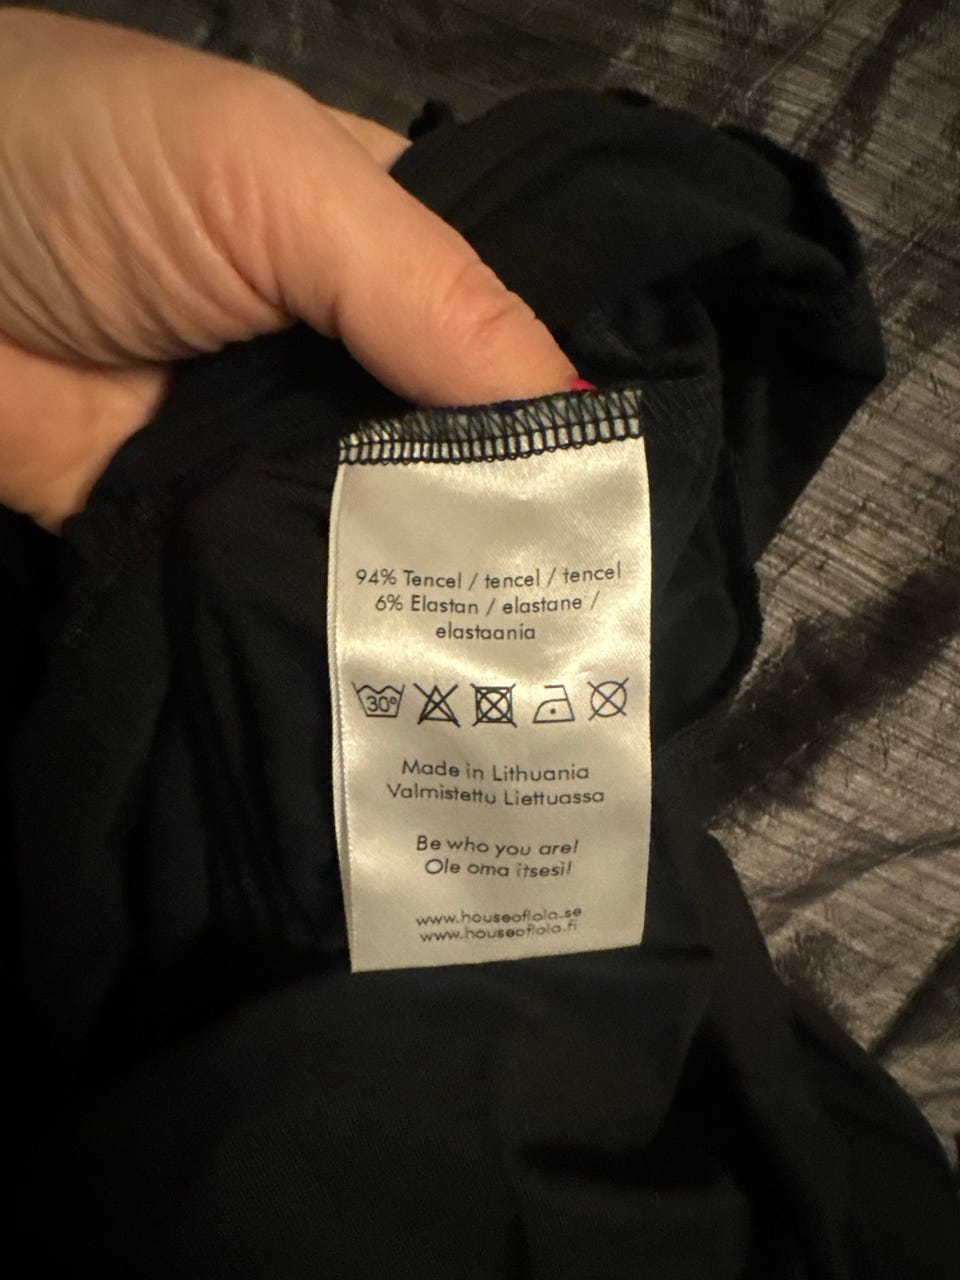 94% Tencel / tencel / tencel
6% Elastan / elastane /
elastaania
30°
Made in Lithuania
Valmistettu Liettuassa
Be who you are!
Ole oma itsesi!
www.houseoflola.se
www.houseoflola.fi